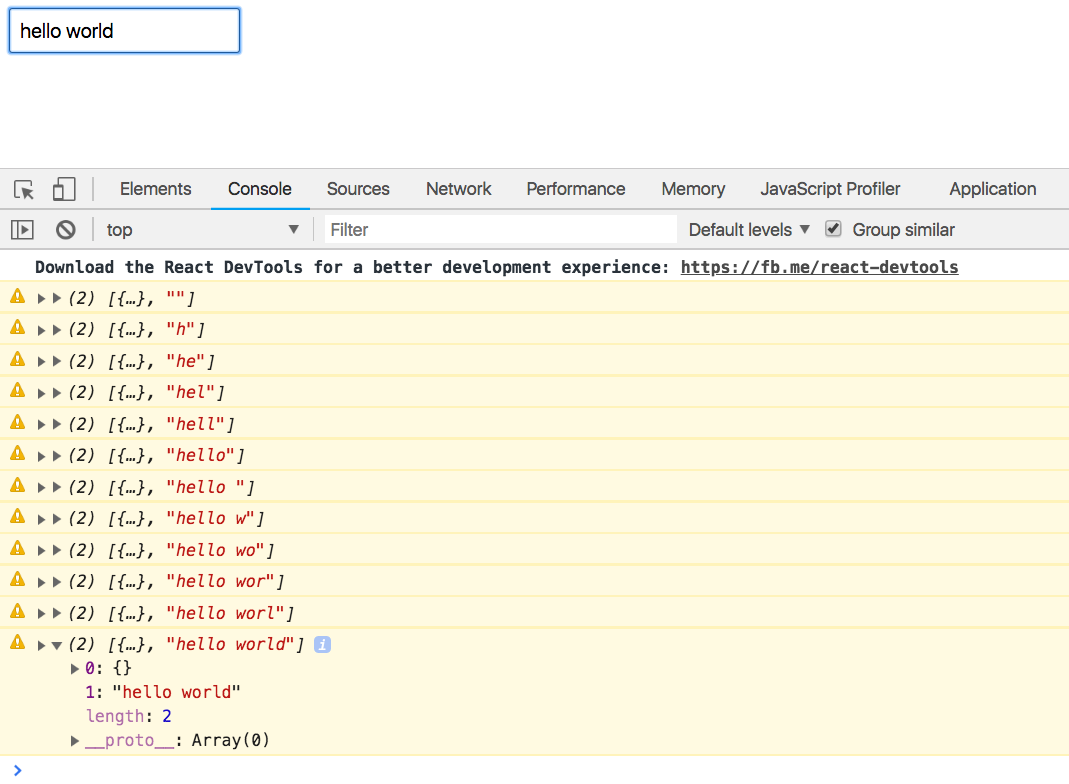 hello world
Elements Console Sources Network Performance Memory JavaScript Profiler Application
top Filter Default levels Group similar
Download the React DevTools for a better development experience: https://fb.me/react-devtools
(2) [{…}, ""]
(2) [{…}, "h"]
(2) [{…}, "he"]
(2) [{…}, "hel"]
(2) [{…}, "hell"]
(2) [{…}, "hello"]
(2) [{…}, "hello "]
(2) [{…}, "hello w"]
(2) [{…}, "hello wo"]
(2) [{…}, "hello wor"]
(2) [{…}, "hello worl"]
(2) [{…}, "hello world"] i
0: {}
1: "hello world"
length: 2
__proto__: Array(0)